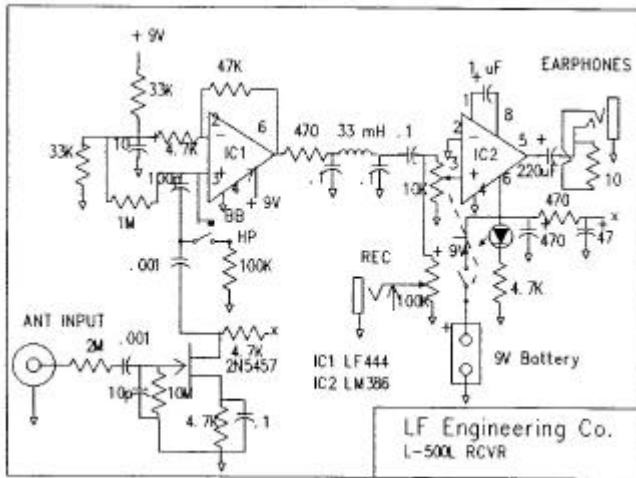 + 9V
33K
47K
2
6
10
4.7K
IC1
3
4
7
+ 9V
33K
1M
BB
HP
.001
100K
470
33 mH
.1
.1
.1
1 uF
1
8
2
3
IC2
5
4
6
+
220uF
EARPHONES
10
10K
+ 9V
470
x
470
47
4.7K
REC
100K
ANT INPUT
2M
.001
10p
10M
4.7K
x
2N5457
4.7K
.1
IC1 LF444
IC2 LM386
+
9V Battery
LF Engineering Co.
L-500L RCVR